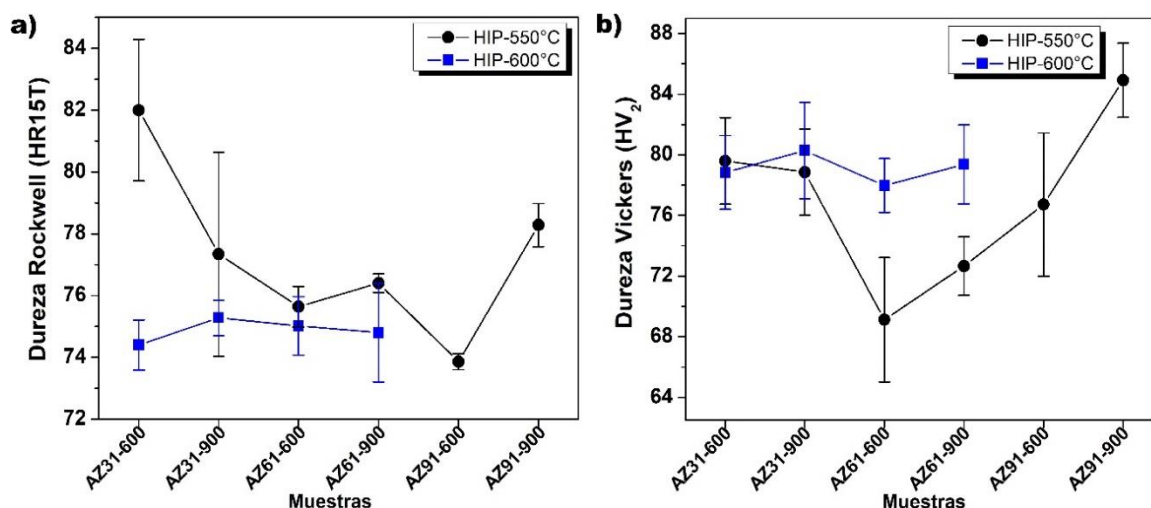 a)
Dureza Rockwell (HR15T)
84
82
80
78
76
74
72
HIP-550°C
HIP-600°C
AZ31-600
AZ31-900
AZ61-600
AZ61-900
AZ91-600
AZ91-900
Muestras
b)
Dureza Vickers (HV₂)
88
84
80
76
72
68
64
HIP-550°C
HIP-600°C
AZ31-600
AZ31-900
AZ61-600
AZ61-900
AZ91-600
AZ91-900
Muestras